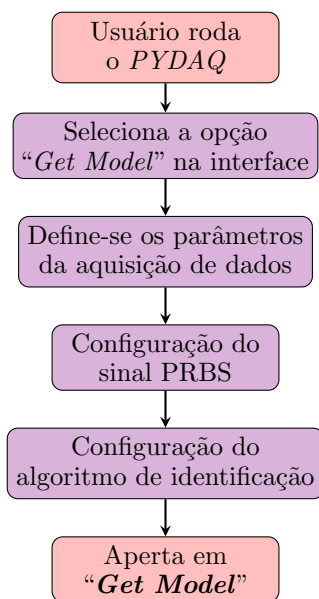 Usuário roda
o PYDAQ
Seleciona a opção
“Get Model” na interface
Define-se os parâmetros
da aquisição de dados
Configuração do
sinal PRBS
Configuração do
algoritmo de identificação
Aperta em
“Get Model”